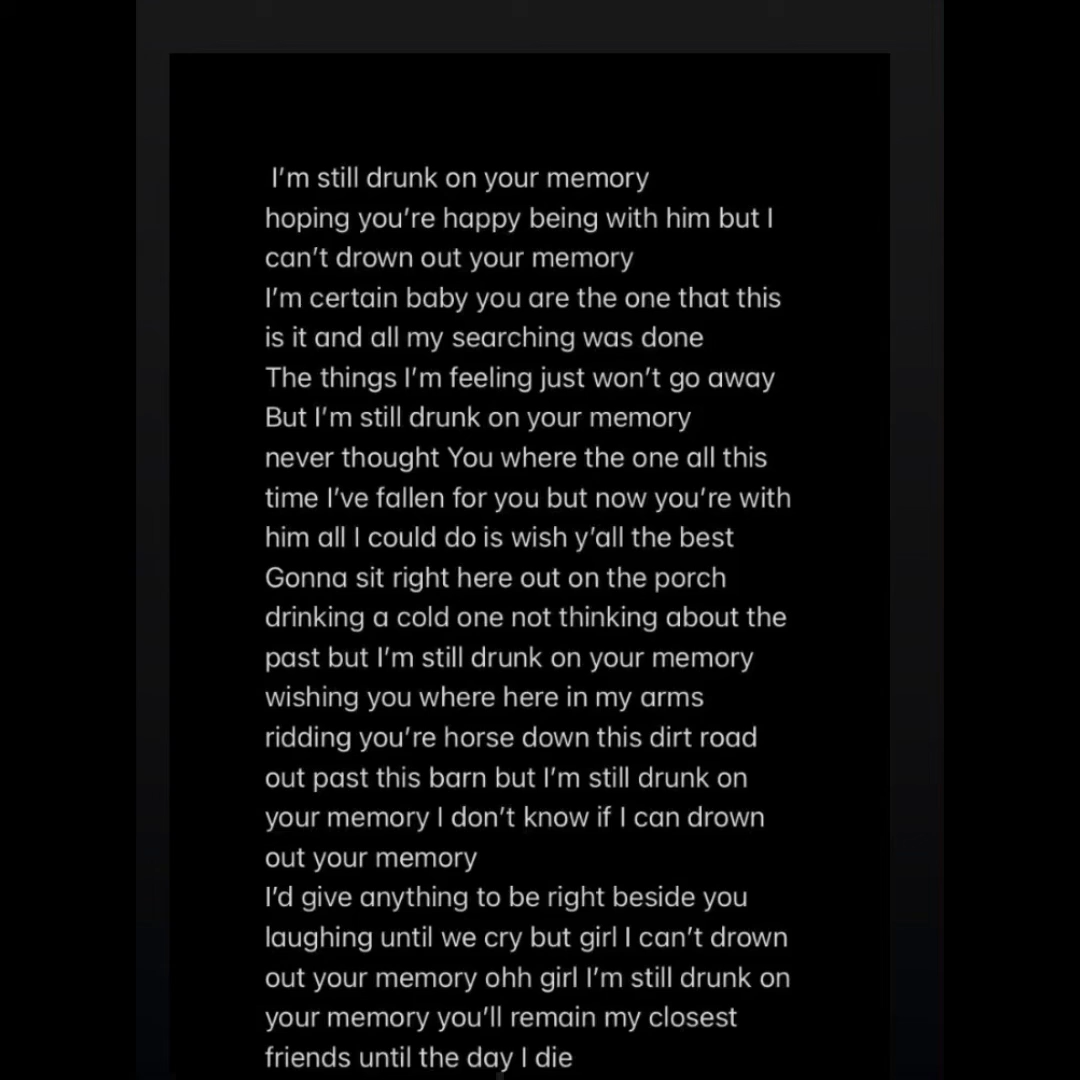 I'm still drunk on your memory
hoping you're happy being with him but I
can't drown out your memory
I'm certain baby you are the one that this
is it and all my searching was done
The things I'm feeling just won't go away
But I'm still drunk on your memory
never thought You where the one all this
time I've fallen for you but now you're with
him all I could do is wish y'all the best
Gonna sit right here out on the porch
drinking a cold one not thinking about the
past but I'm still drunk on your memory
wishing you where here in my arms
ridding you're horse down this dirt road
out past this barn but I'm still drunk on
your memory I don't know if I can drown
out your memory
I'd give anything to be right beside you
laughing until we cry but girl I can't drown
out your memory ohh girl I'm still drunk on
your memory you'll remain my closest
friends until the day I die